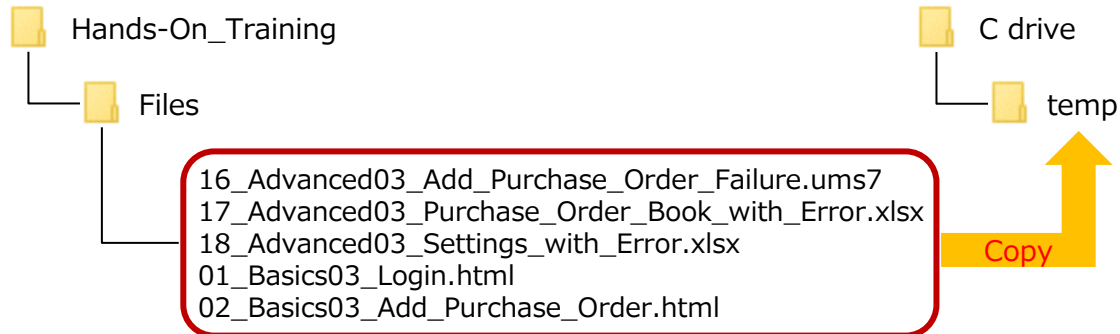 Hands-On_Training
C drive
Files
temp
16_Advanced03_Add_Purchase_Order_Failure.ums7
17_Advanced03_Purchase_Order_Book_with_Error.xlsx
18_Advanced03_Settings_with_Error.xlsx
01_Basics03_Login.html
02_Basics03_Add_Purchase_Order.html
Copy